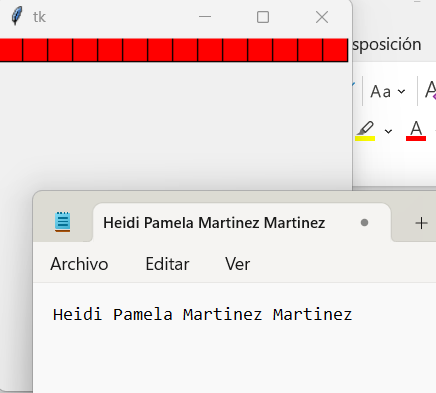 tk
sposición
Aa
A
A
Heidi Pamela Martinez Martinez
Archivo Editar Ver
Heidi Pamela Martinez Martinez